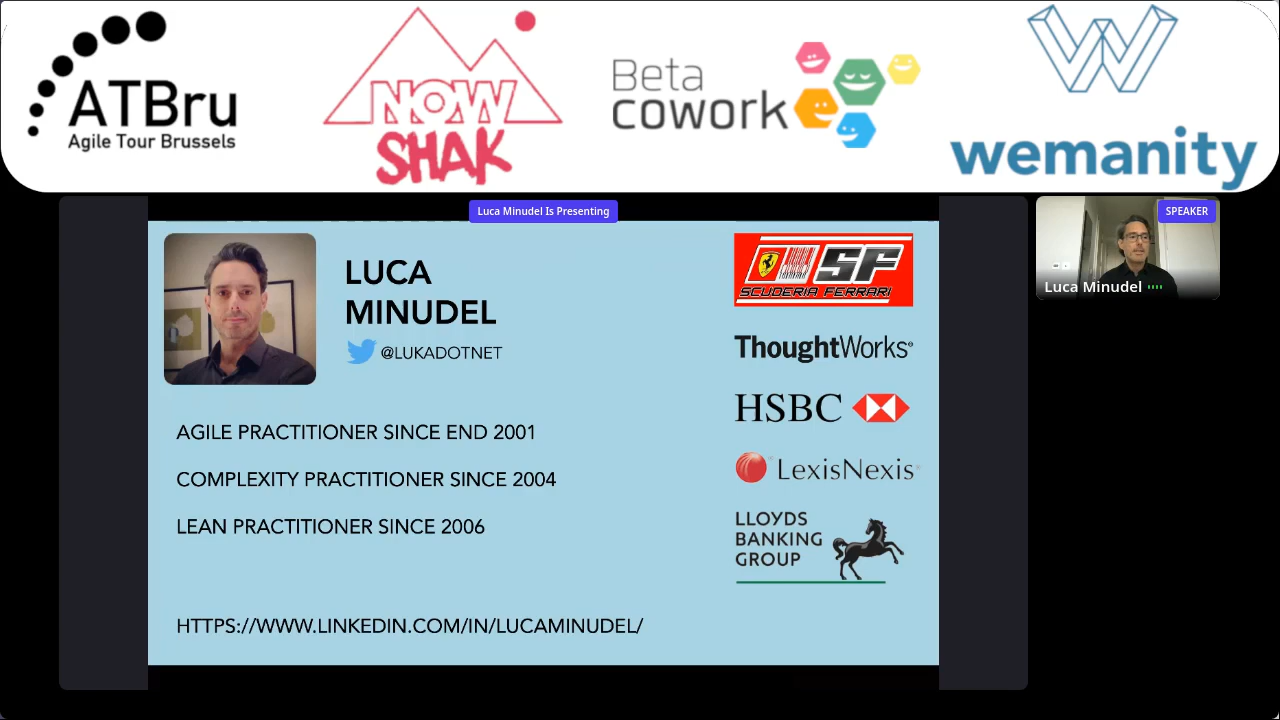 ATBru
Agile Tour Brussels
NOW
SHAK
Beta
cowork
wemanity
Luca Minudel Is Presenting
SPEAKER
Luca Minudel
LUCA
MINUDEL
@LUKADOTNET
AGILE PRACTITIONER SINCE END 2001
COMPLEXITY PRACTITIONER SINCE 2004
LEAN PRACTITIONER SINCE 2006
HTTPS://WWW.LINKEDIN.COM/IN/LUCAMINUDEL/
SF
SCUDERIA FERRARI
ThoughtWorks®
HSBC
LexisNexis®
LLOYDS
BANKING
GROUP